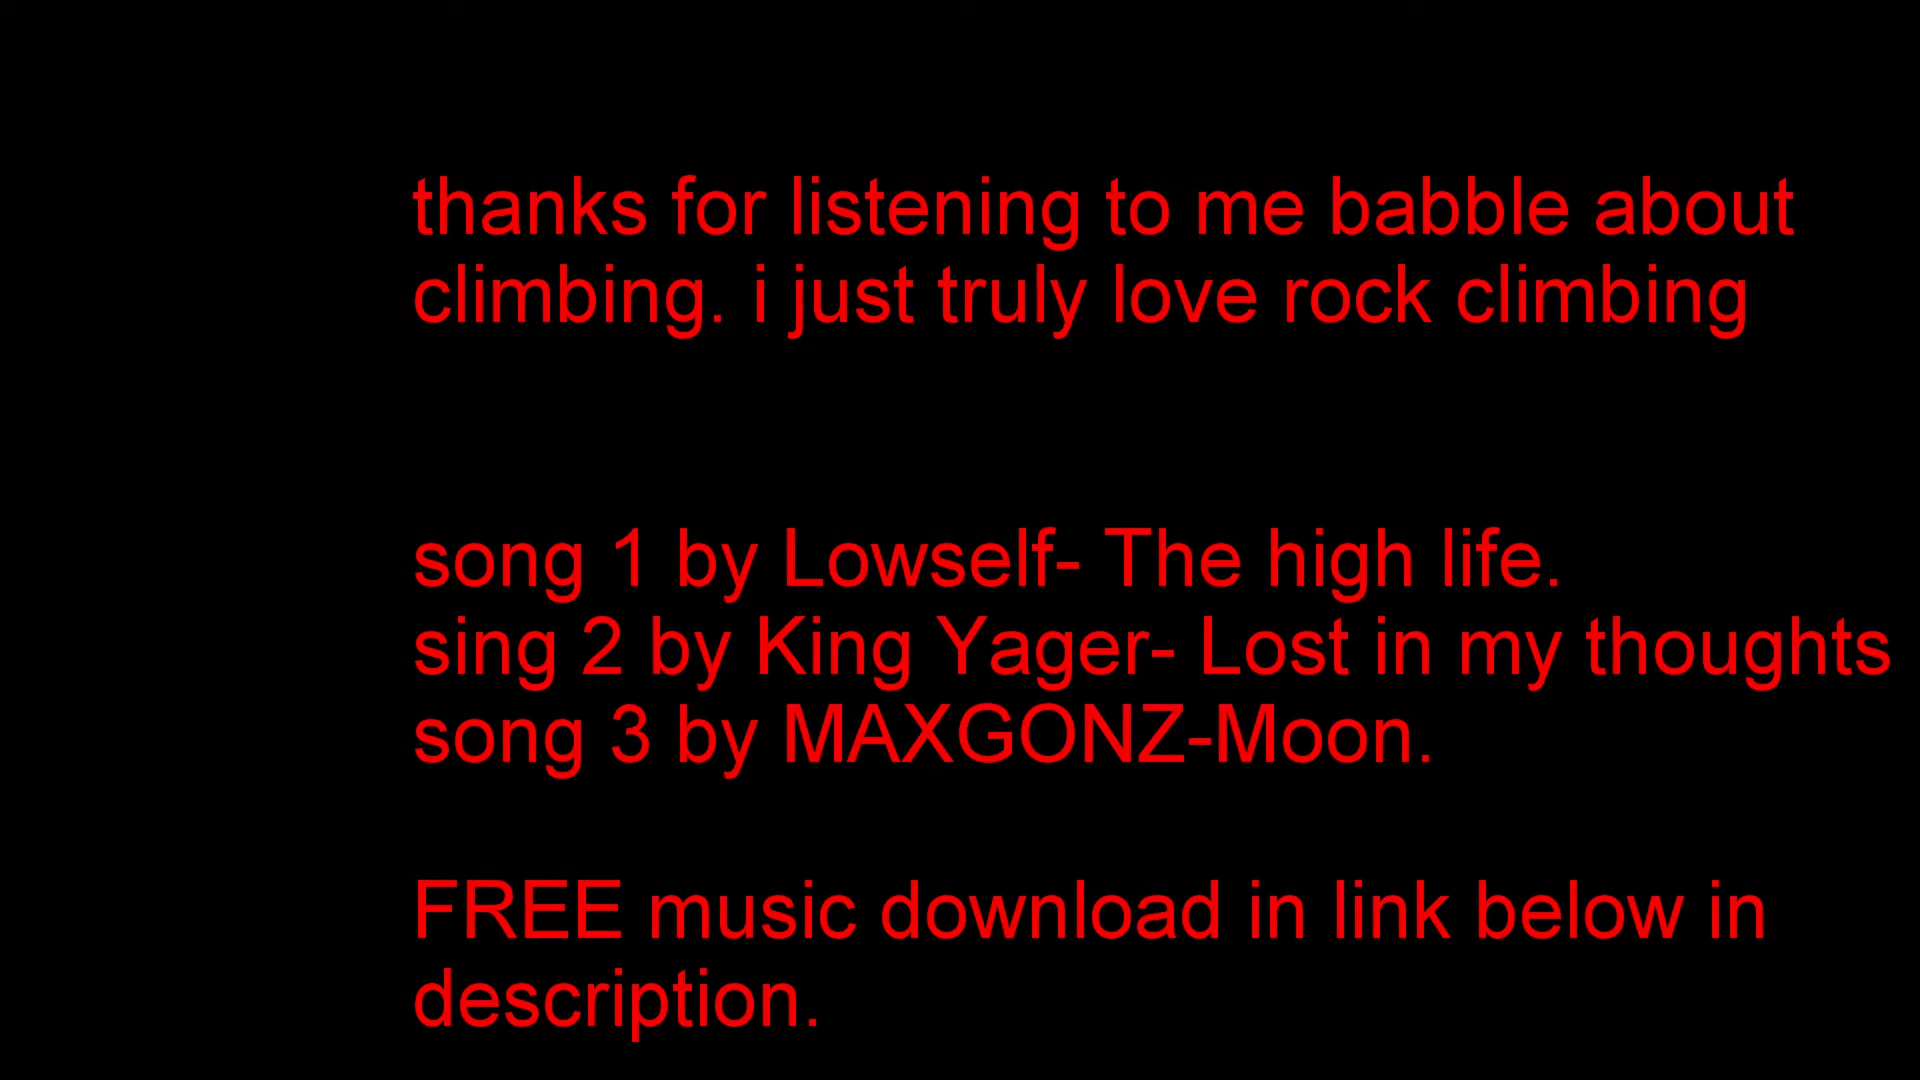 thanks for listening to me babble about
climbing. i just truly love rock climbing
song 1 by Lowself- The high life.
sing 2 by King Yager- Lost in my thoughts
song 3 by MAXGONZ-Moon.
FREE music download in link below in
description.